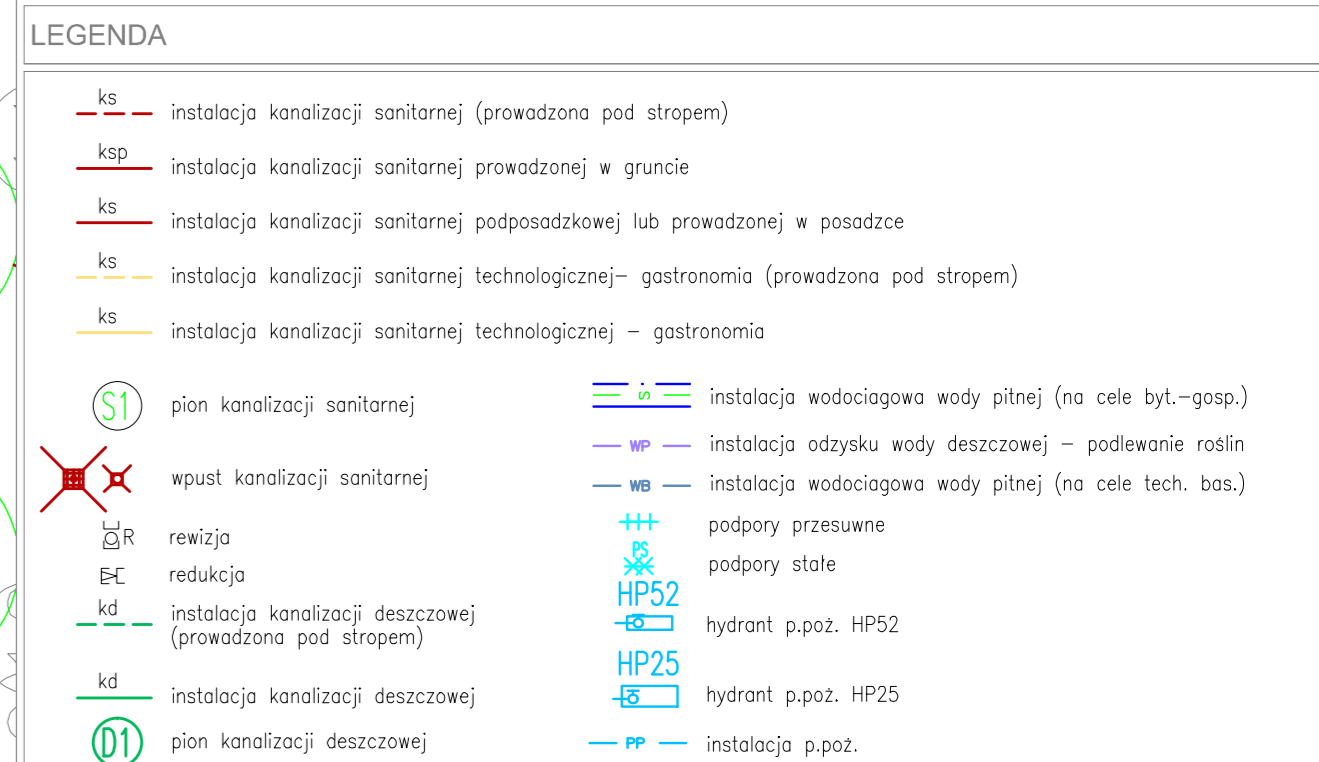 LEGENDA
ks
instalacja kanalizacji sanitarnej (prowadzona pod stropem)
ksp
instalacja kanalizacji sanitarnej prowadzonej w gruncie
ks
instalacja kanalizacji sanitarnej podposadzkowej lub prowadzonej w posadzce
ks
instalacja kanalizacji sanitarnej technologicznej– gastronomia (prowadzona pod stropem)
ks
instalacja kanalizacji sanitarnej technologicznej – gastronomia
S1
pion kanalizacji sanitarnej
wpust kanalizacji sanitarnej
R
rewizja
redukcja
kd
instalacja kanalizacji deszczowej
(prowadzona pod stropem)
kd
instalacja kanalizacji deszczowej
D1
pion kanalizacji deszczowej
s
instalacja wodociagowa wody pitnej (na cele byt.–gosp.)
WP
instalacja odzysku wody deszczowej – podlewanie roślin
WB
instalacja wodociagowa wody pitnej (na cele tech. bas.)
podpory przesuwne
PS
podpory stałe
HP52
hydrant p.poż. HP52
HP25
hydrant p.poż. HP25
PP
instalacja p.poż.